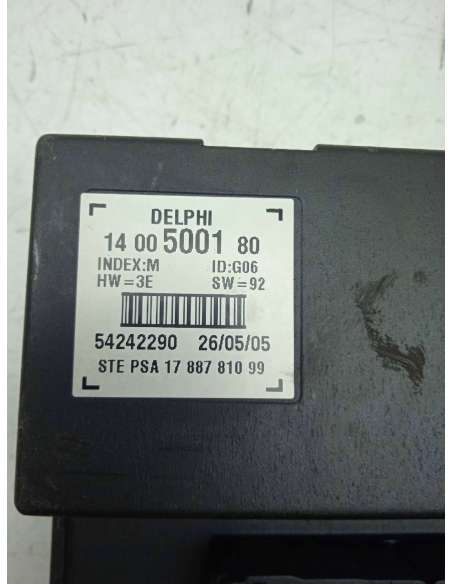 DELPHI
14 00 5001 80
INDEX:M ID:G06
HW=3E SW=92
54242290 26/05/05
STE PSA 17 887 810 99